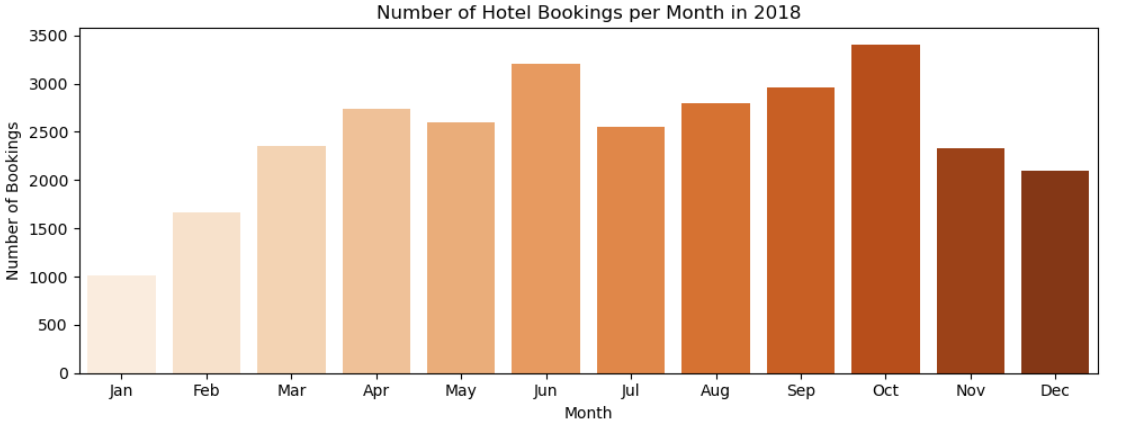 Number of Hotel Bookings per Month in 2018
Number of Bookings
3500
3000
2500
2000
1500
1000
500
0
Jan Feb Mar Apr May Jun Jul Aug Sep Oct Nov Dec
Month